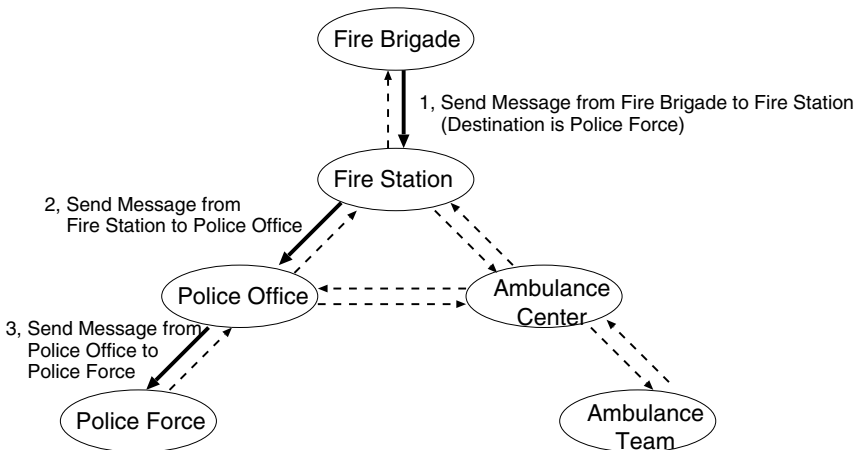 Fire Brigade
1, Send Message from Fire Brigade to Fire Station
(Destination is Police Force)
Fire Station
2, Send Message from
Fire Station to Police Office
Police Office
Ambulance
Center
3, Send Message from
Police Office to
Police Force
Police Force
Ambulance
Team